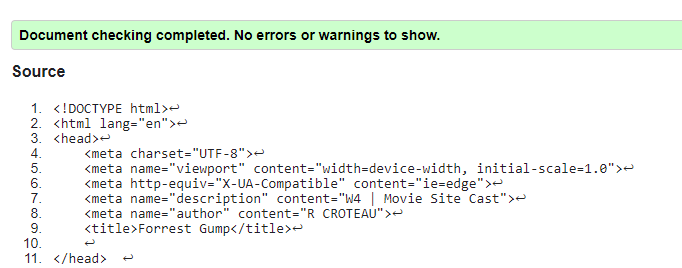 Document checking completed. No errors or warnings to show.
Source
1. <!DOCTYPE html>↩
2. <html lang="en">↩
3. <head>↩
4.     <meta charset="UTF-8">↩
5.     <meta name="viewport" content="width=device-width, initial-scale=1.0">↩
6.     <meta http-equiv="X-UA-Compatible" content="ie=edge">↩
7.     <meta name="description" content="W4 | Movie Site Cast">↩
8.     <meta name="author" content="R CROTEAU">↩
9.     <title>Forrest Gump</title>↩
10.     ↩
11. </head>  ↩